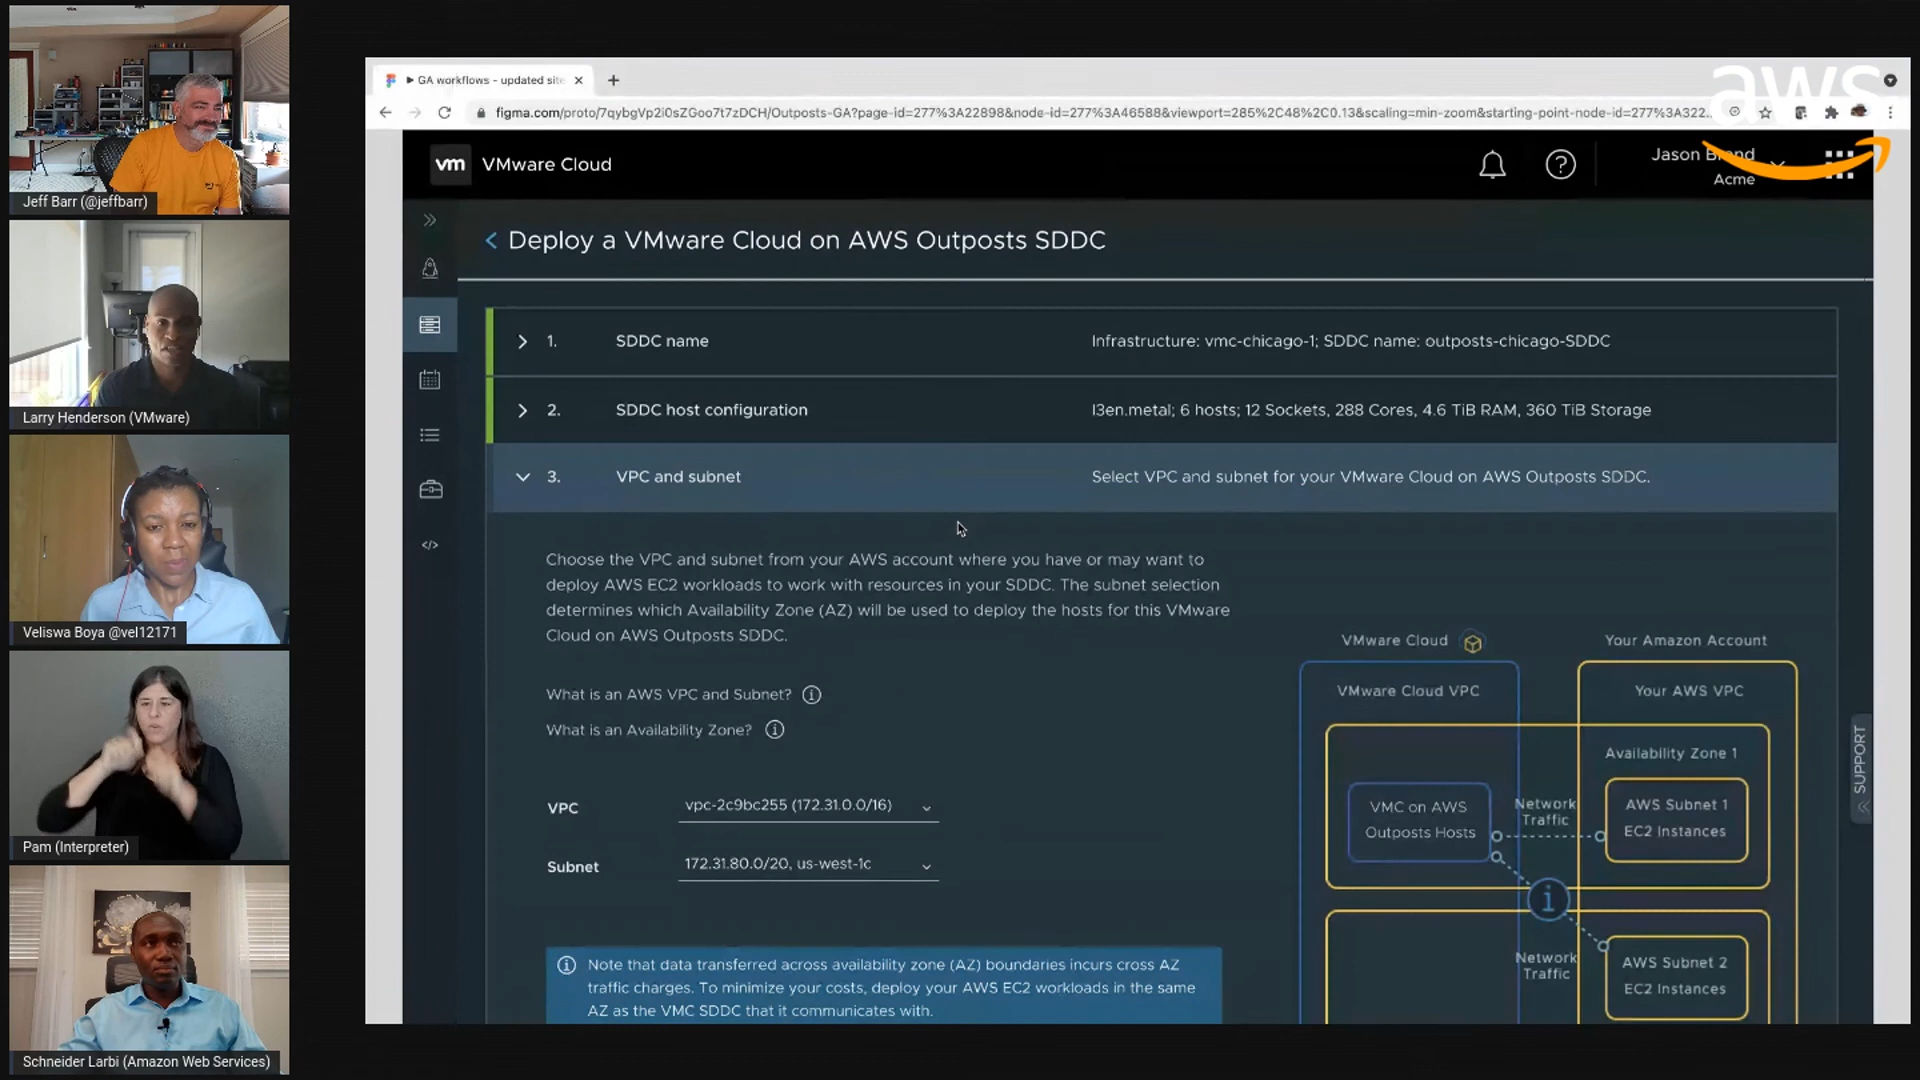 Jeff Barr (@jeffbarr)
Larry Henderson (VMware)
Veliswa Boya @vel12171
Pam (Interpreter)
Schneider Larbi (Amazon Web Services)
GA workflows - updated site
aws
figma.com/proto/7qybgVp2i0sZGoo7t7zDCH/Outposts-GA?page-id=277%3A22898&node-id=277%3A46588&viewport=285%2C48%2C0.13&scaling=min-zoom&starting-point-node-id=277%3A322...
vm VMware Cloud
Jason
Acme
Deploy a VMware Cloud on AWS Outposts SDDC
1. SDDC name Infrastructure: vmc-chicago-1; SDDC name: outposts-chicago-SDDC
2. SDDC host configuration I3en.metal; 6 hosts; 12 Sockets, 288 Cores, 4.6 TiB RAM, 360 TiB Storage
3. VPC and subnet Select VPC and subnet for your VMware Cloud on AWS Outposts SDDC.
Choose the VPC and subnet from your AWS account where you have or may want to
deploy AWS EC2 workloads to work with resources in your SDDC. The subnet selection
determines which Availability Zone (AZ) will be used to deploy the hosts for this VMware
Cloud on AWS Outposts SDDC.
What is an AWS VPC and Subnet?
What is an Availability Zone?
VPC vpc-2c9bc255 (172.31.0.0/16)
Subnet 172.31.80.0/20, us-west-1c
Note that data transferred across availability zone (AZ) boundaries incurs cross AZ
traffic charges. To minimize your costs, deploy your AWS EC2 workloads in the same
AZ as the VMC SDDC that it communicates with.
VMware Cloud
Your Amazon Account
VMware Cloud VPC
Your AWS VPC
Availability Zone 1
VMC on AWS
Outposts Hosts
Network
Traffic
AWS Subnet 1
EC2 Instances
Network
Traffic
AWS Subnet 2
EC2 Instances
SUPPORT